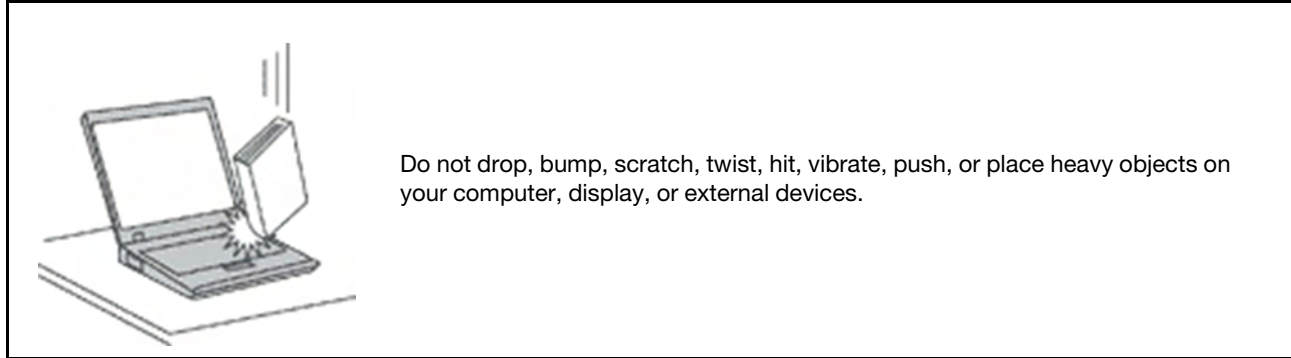 Do not drop, bump, scratch, twist, hit, vibrate, push, or place heavy objects on
your computer, display, or external devices.